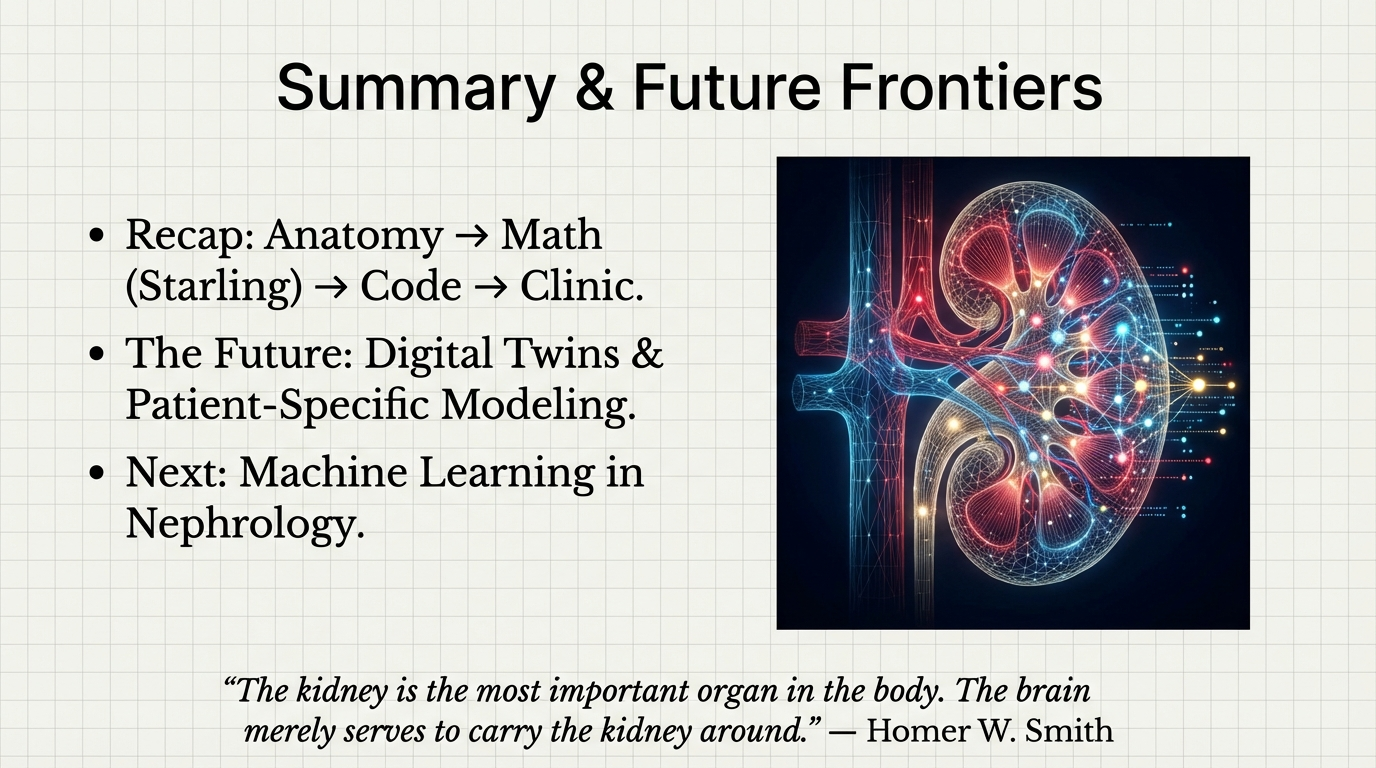 Summary & Future Frontiers
• Recap: Anatomy → Math
(Starling) → Code → Clinic.
• The Future: Digital Twins &
Patient-Specific Modeling.
• Next: Machine Learning in
Nephrology.
“The kidney is the most important organ in the body. The brain
merely serves to carry the kidney around.” — Homer W. Smith